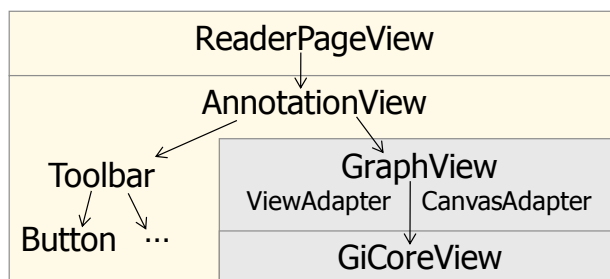 ReaderPageView
AnnotationView
Toolbar
GraphView
ViewAdapter CanvasAdapter
Button ...
GiCoreView